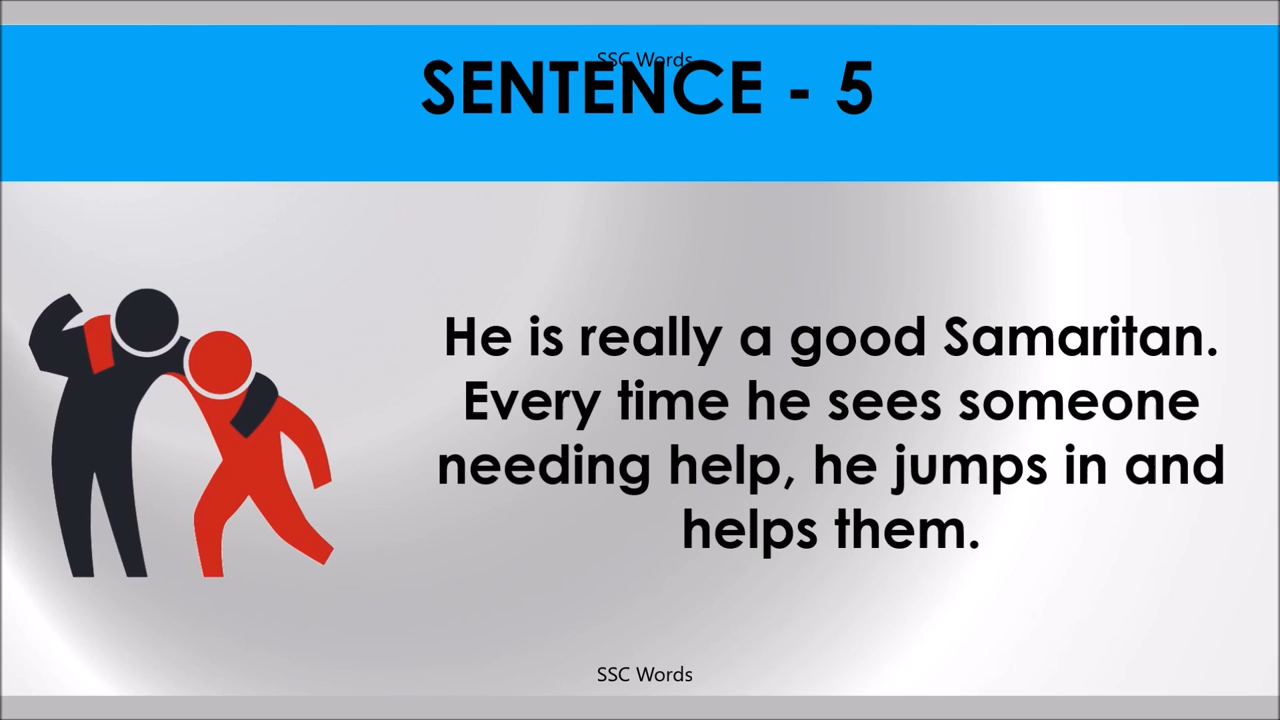 SSC Words
SENTENCE - 5
He is really a good Samaritan.
Every time he sees someone
needing help, he jumps in and
helps them.
SSC Words